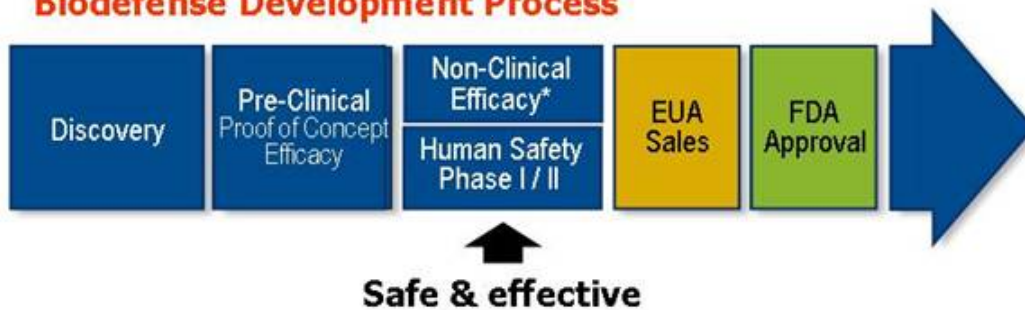 Biodefense Development Process
Discovery
Pre-Clinical
Proof of Concept
Efficacy
Non-Clinical
Efficacy*
Human Safety
Phase I / II
EUA
Sales
FDA
Approval
Safe & effective